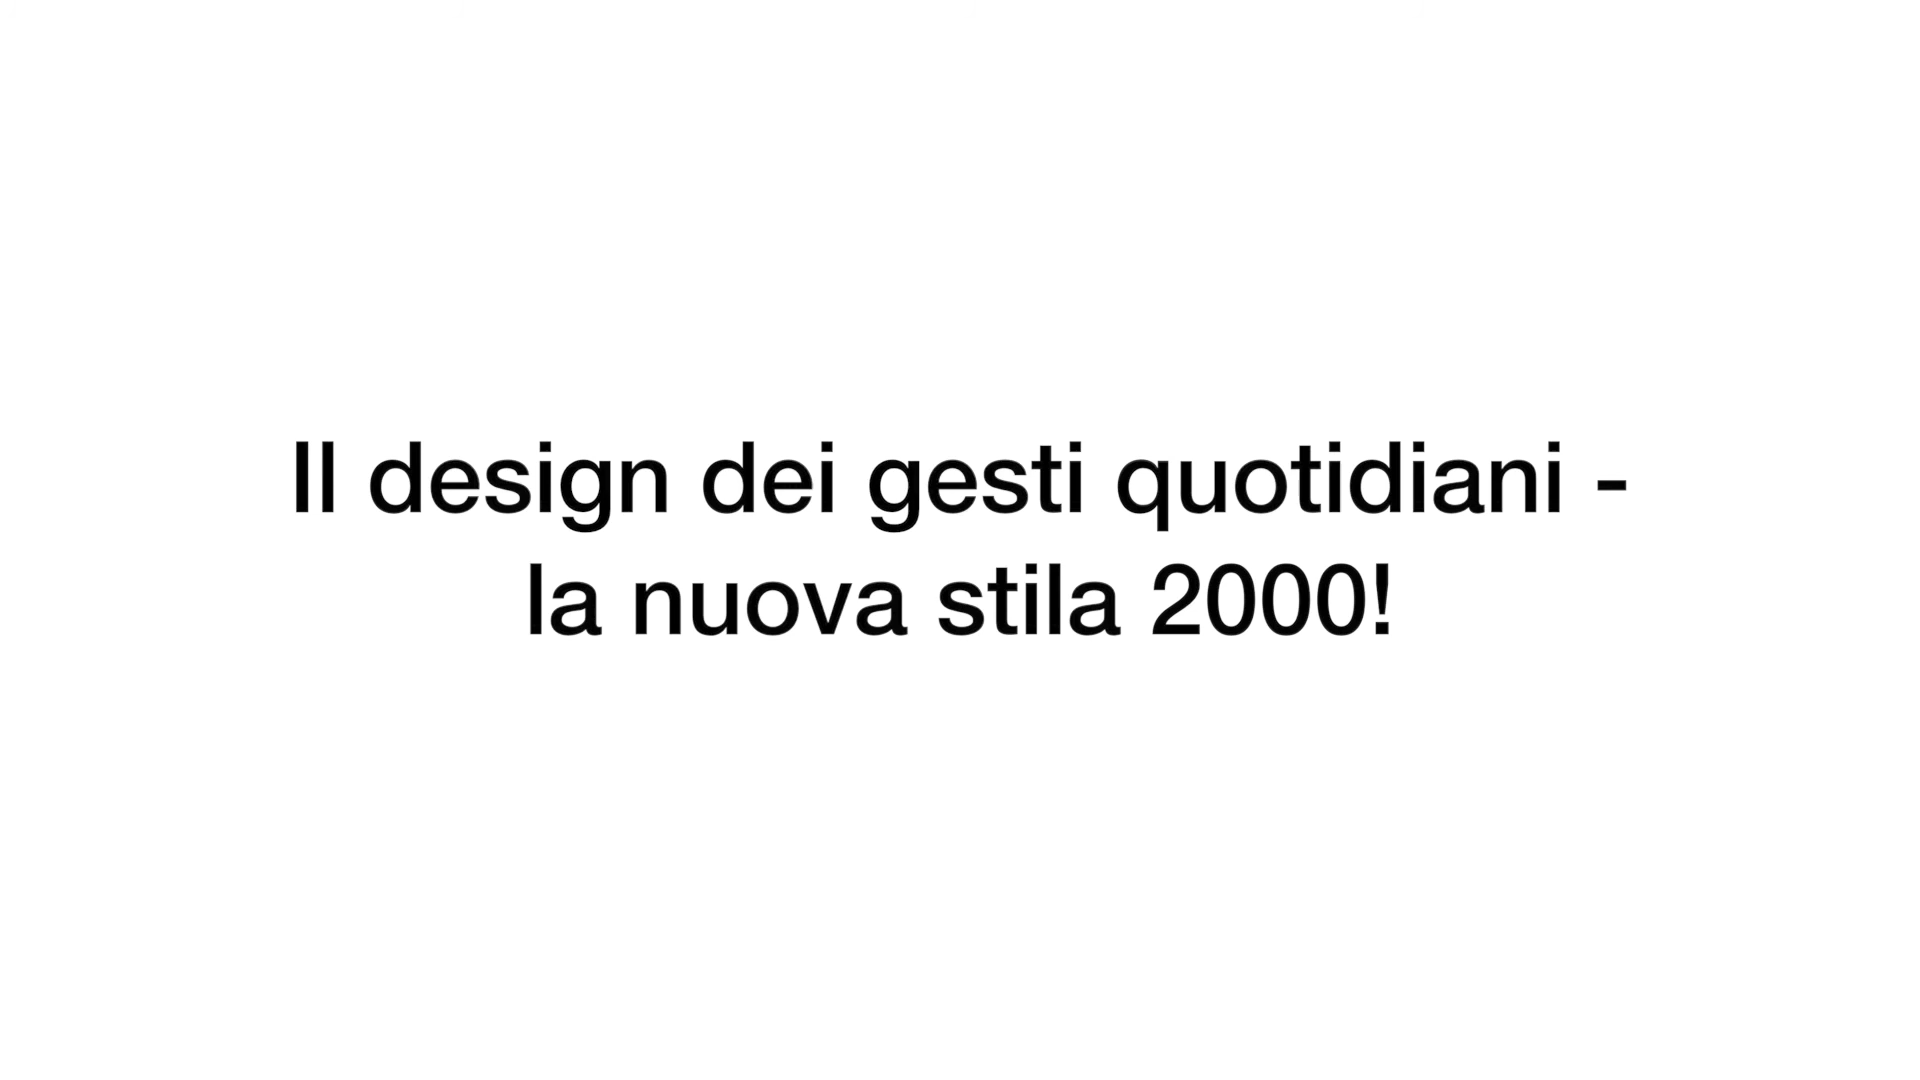 Il design dei gesti quotidiani -
la nuova stila 2000!